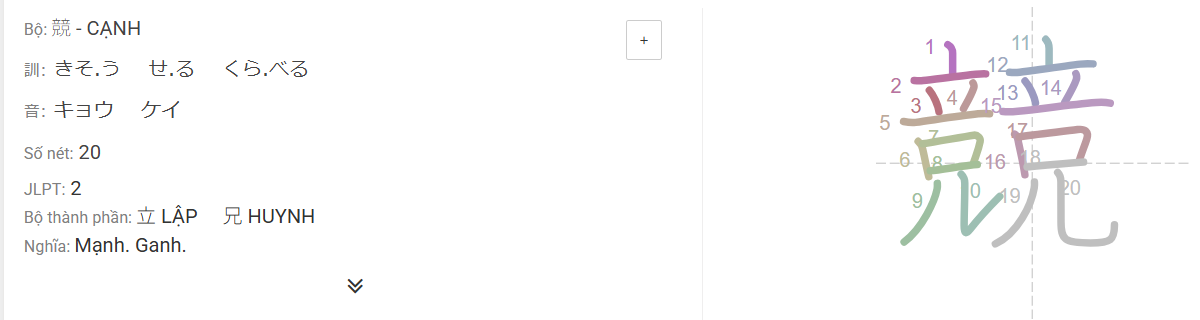 Bộ: 競 - CẠNH
+
訓: きそ.う せ.る くら.べる
音: キョウ ケイ
Số nét: 20
JLPT: 2
Bộ thành phần: 立 LẬP 兄 HUYNH
Nghĩa: Mạnh. Ganh.
競
1
2
3
4
5
6
7
8
9
0
11
12
13
14
15
16
17
18
19
20